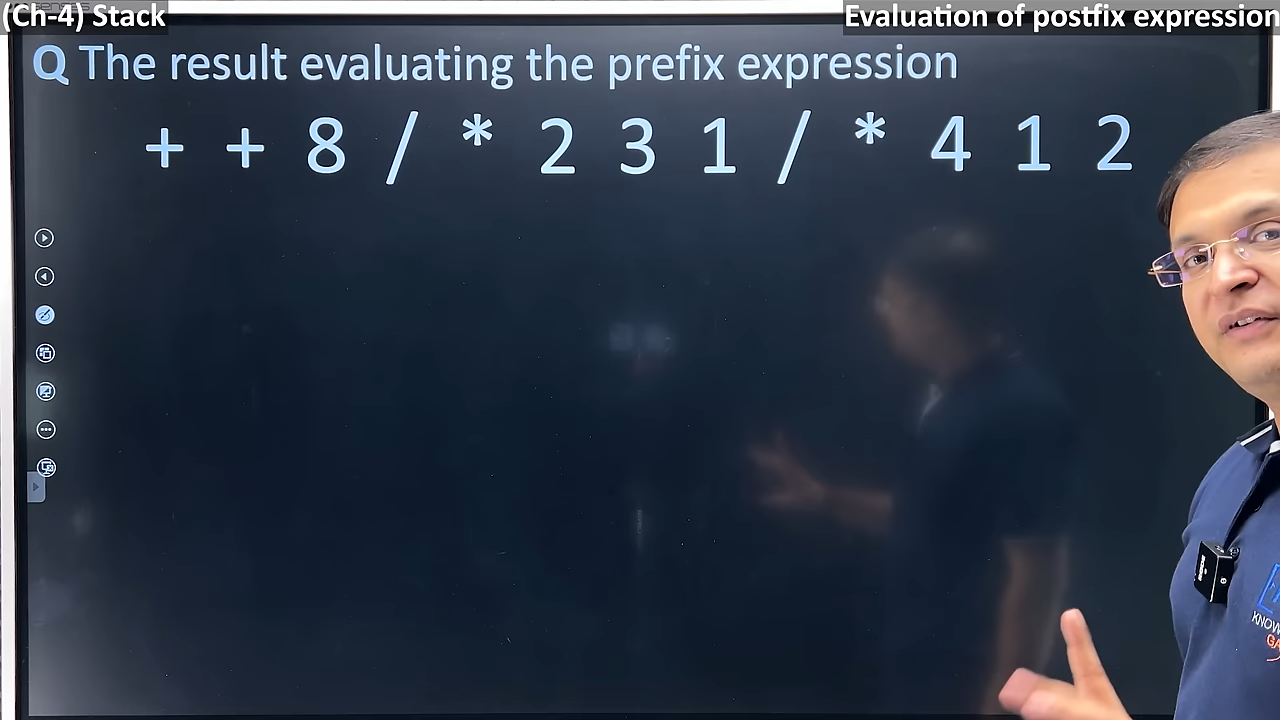 (Ch-4) Stack
Evaluation of postfix expression
Q The result evaluating the prefix expression
+ + 8 / * 2 3 1 / * 4 1 2